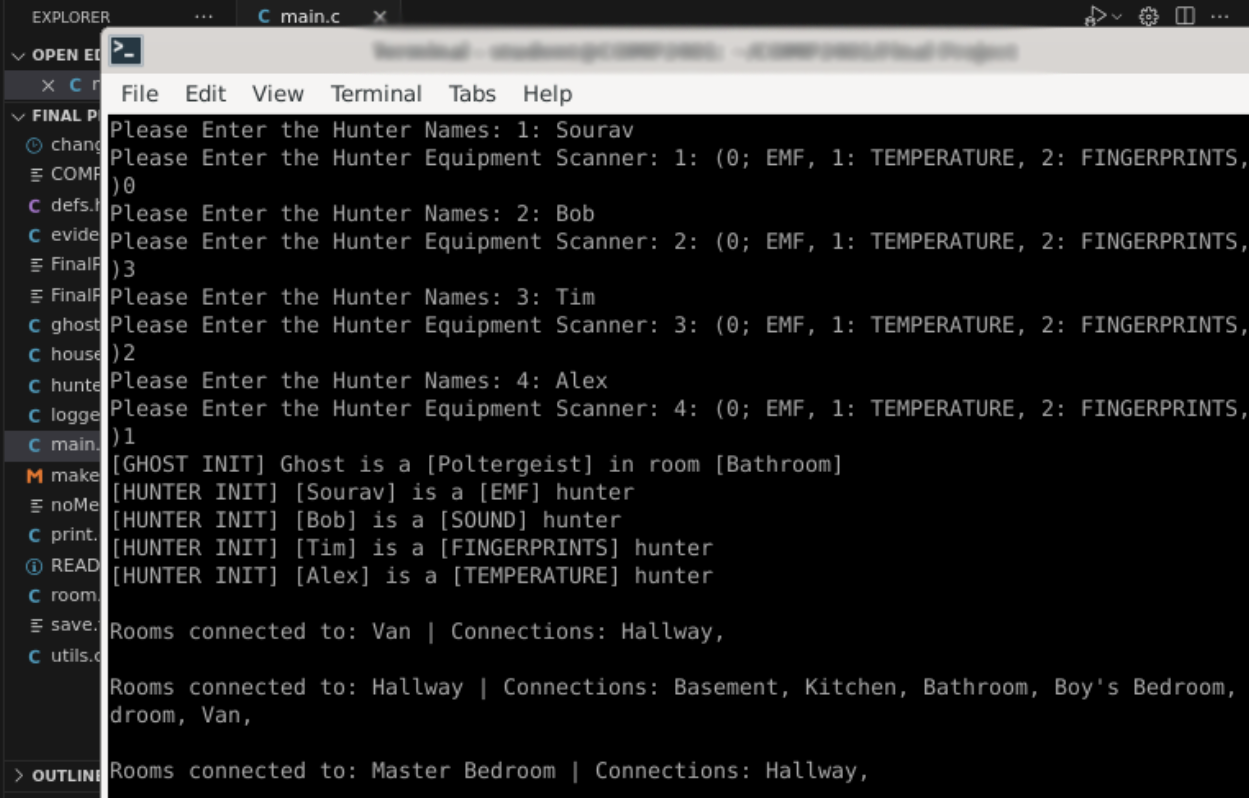 EXPLORER
···
C main.c ×
OPEN ED
× C
FINAL P
chang
COMP
C defs.h
C evide
FinalP
FinalP
C ghost
C house
C hunte
C logge
C main.
M make
noMe
C print.
READ
C room.
save.
C utils.c
OUTLINE
File Edit View Terminal Tabs Help
Please Enter the Hunter Names: 1: Sourav
Please Enter the Hunter Equipment Scanner: 1: (0; EMF, 1: TEMPERATURE, 2: FINGERPRINTS,
)0
Please Enter the Hunter Names: 2: Bob
Please Enter the Hunter Equipment Scanner: 2: (0; EMF, 1: TEMPERATURE, 2: FINGERPRINTS,
)3
Please Enter the Hunter Names: 3: Tim
Please Enter the Hunter Equipment Scanner: 3: (0; EMF, 1: TEMPERATURE, 2: FINGERPRINTS,
)2
Please Enter the Hunter Names: 4: Alex
Please Enter the Hunter Equipment Scanner: 4: (0; EMF, 1: TEMPERATURE, 2: FINGERPRINTS,
)1
[GHOST INIT] Ghost is a [Poltergeist] in room [Bathroom]
[HUNTER INIT] [Sourav] is a [EMF] hunter
[HUNTER INIT] [Bob] is a [SOUND] hunter
[HUNTER INIT] [Tim] is a [FINGERPRINTS] hunter
[HUNTER INIT] [Alex] is a [TEMPERATURE] hunter
Rooms connected to: Van | Connections: Hallway,
Rooms connected to: Hallway | Connections: Basement, Kitchen, Bathroom, Boy's Bedroom,
droom, Van,
Rooms connected to: Master Bedroom | Connections: Hallway,